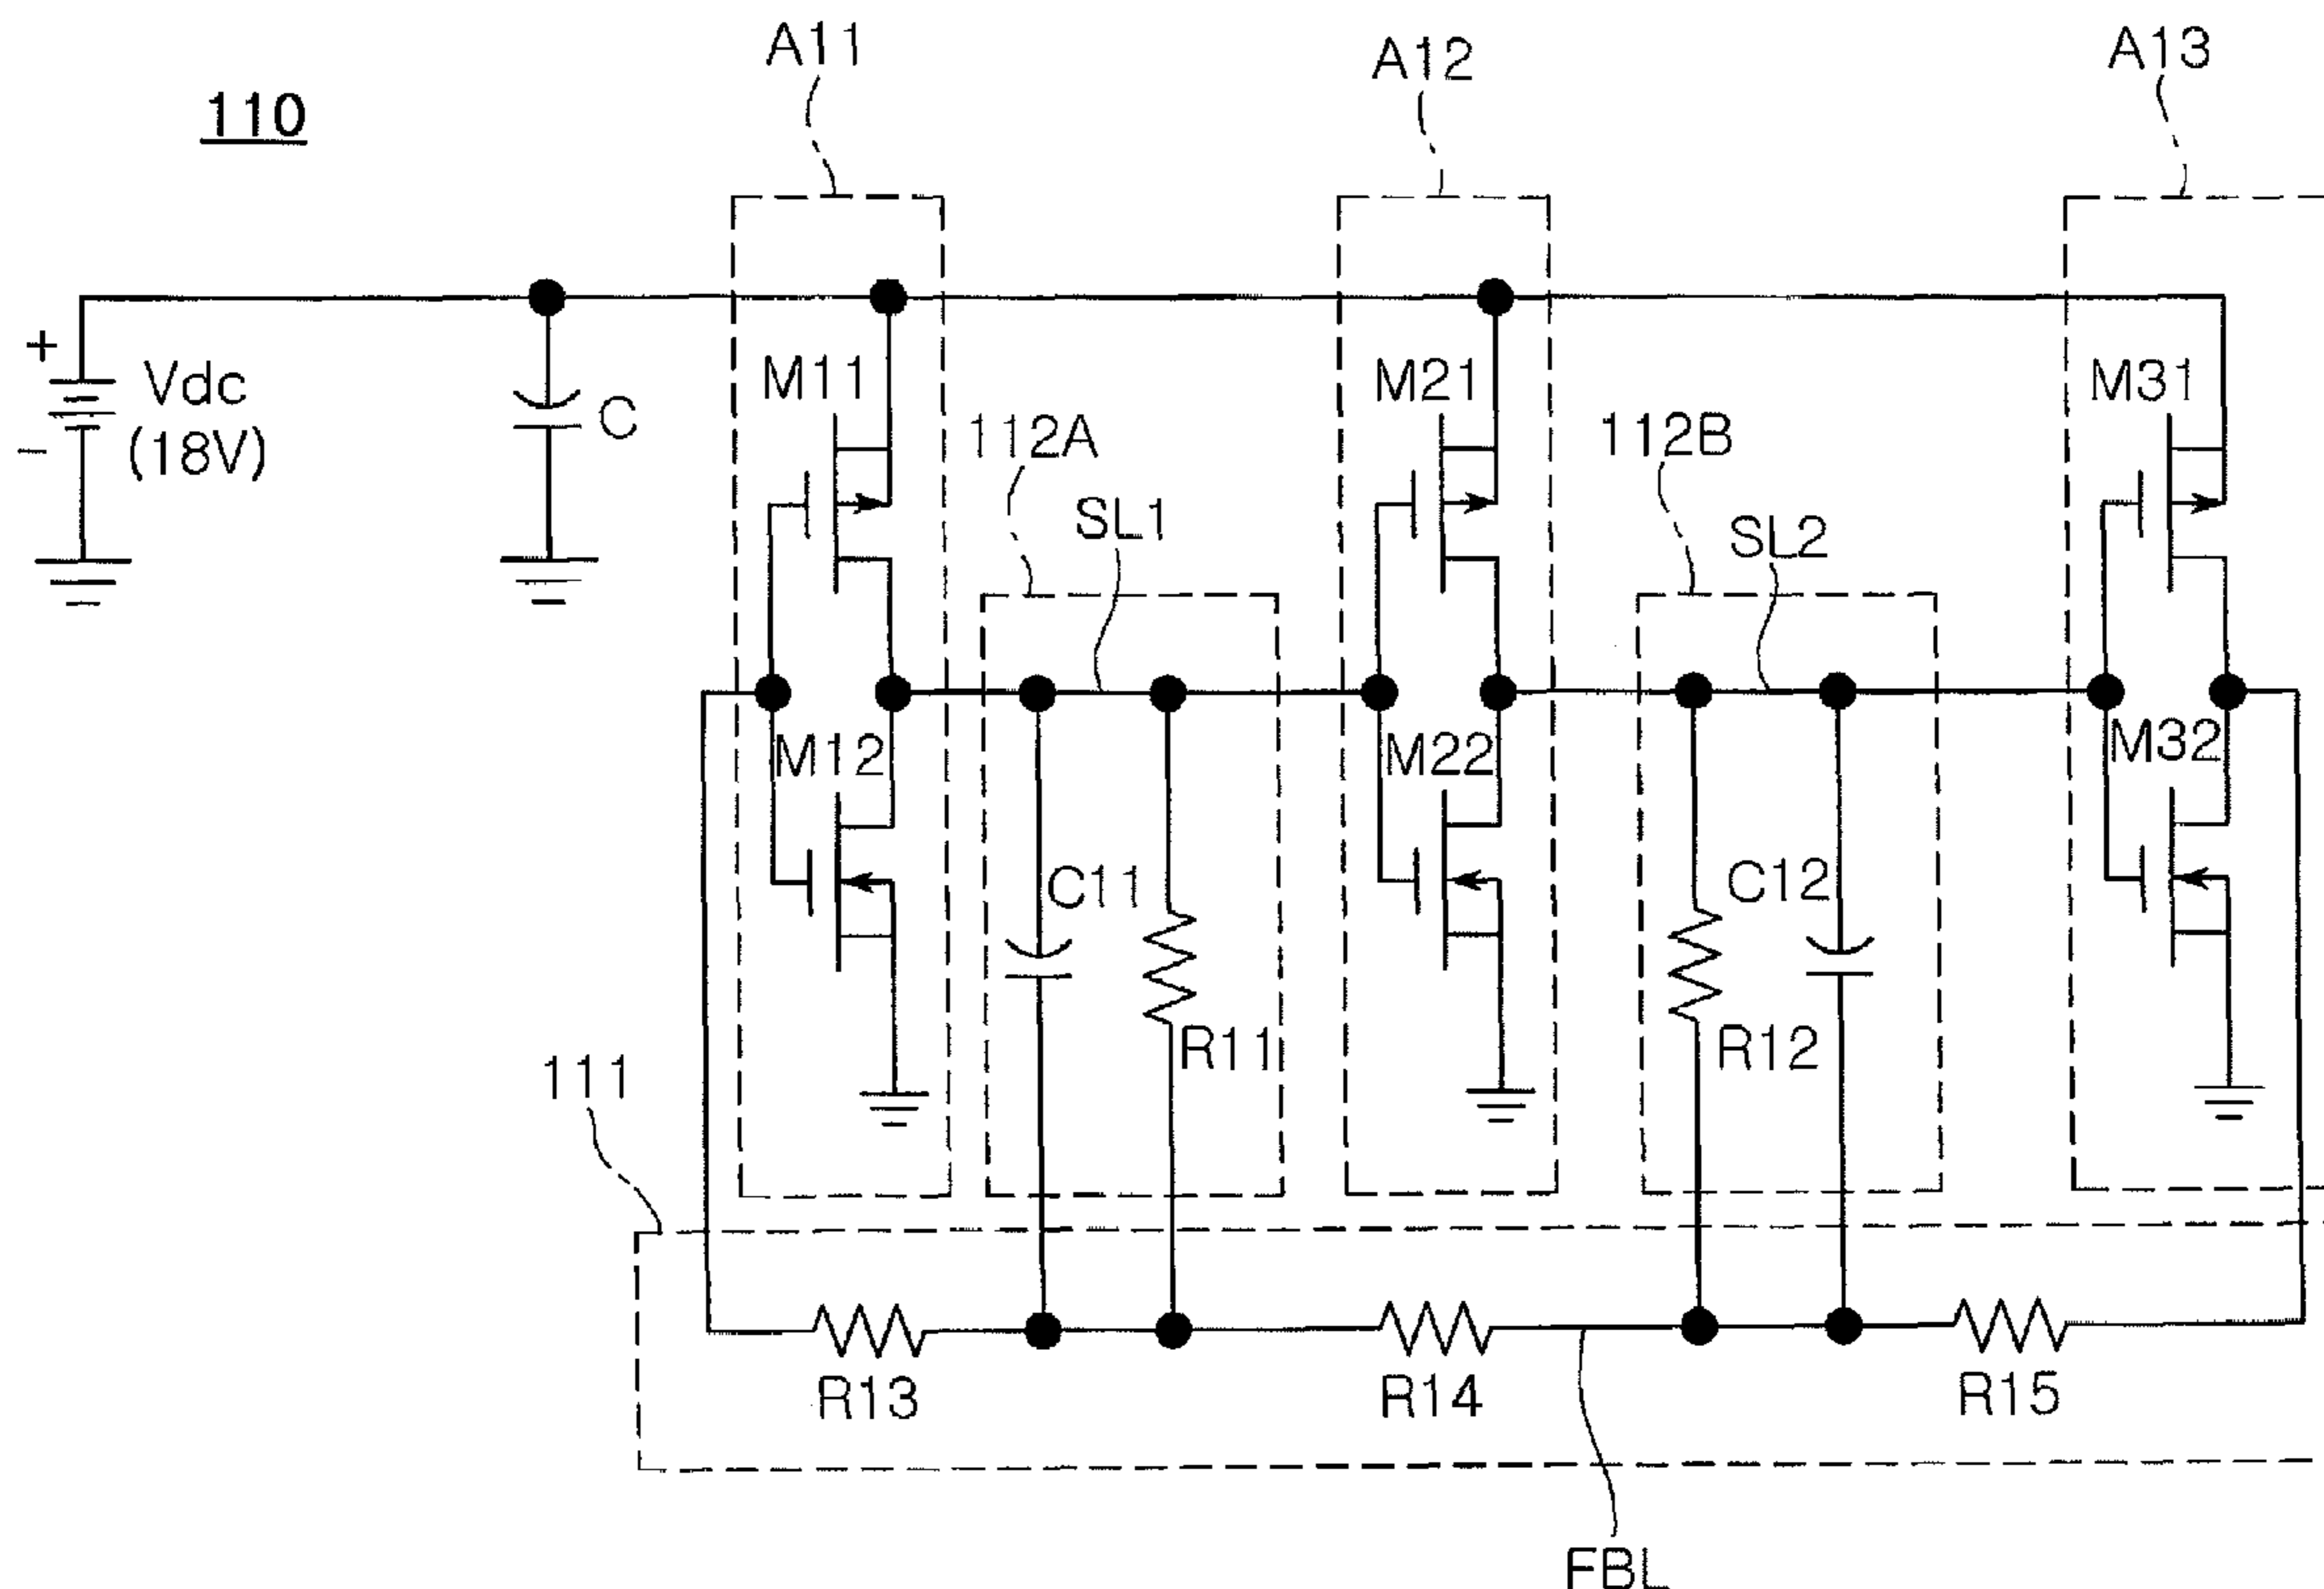 110
A11
A12
A13
+
Vdc
(18V)
-
C
M11
112A
SL1
M21
112B
SL2
M31
M12
C11
R11
M22
C12
R12
M32
111
R13
R14
R15
FBL